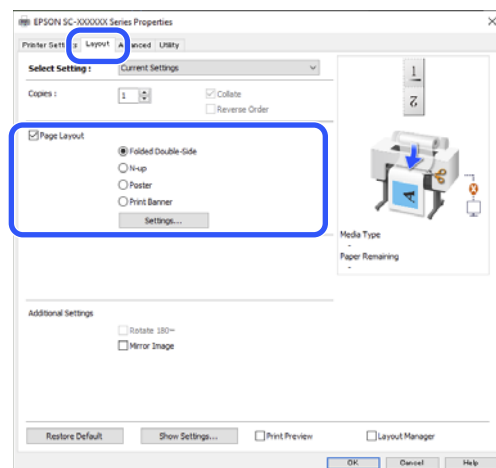 EPSON SC-XXXXXX Series Properties
Printer Settings Layout Advanced Utility
Select Setting : Current Settings
Copies : 1 Collate
Reverse Order
Page Layout
Folded Double-Side
N-up
Poster
Print Banner
Settings...
1
2
Media Type
-
Paper Remaining
-
Additional Settings
Rotate 180°
Mirror Image
Restore Default Show Settings... Print Preview Layout Manager
OK Cancel Help